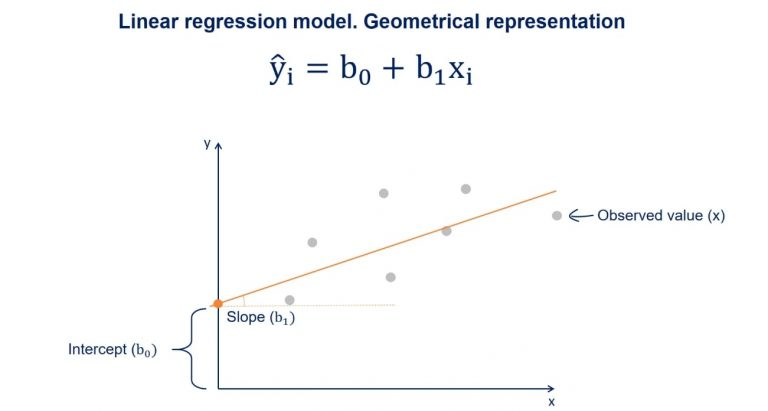 Linear regression model. Geometrical representation
ŷᵢ = b₀ + b₁xᵢ
y
Observed value (x)
Slope (b₁)
Intercept (b₀)
x